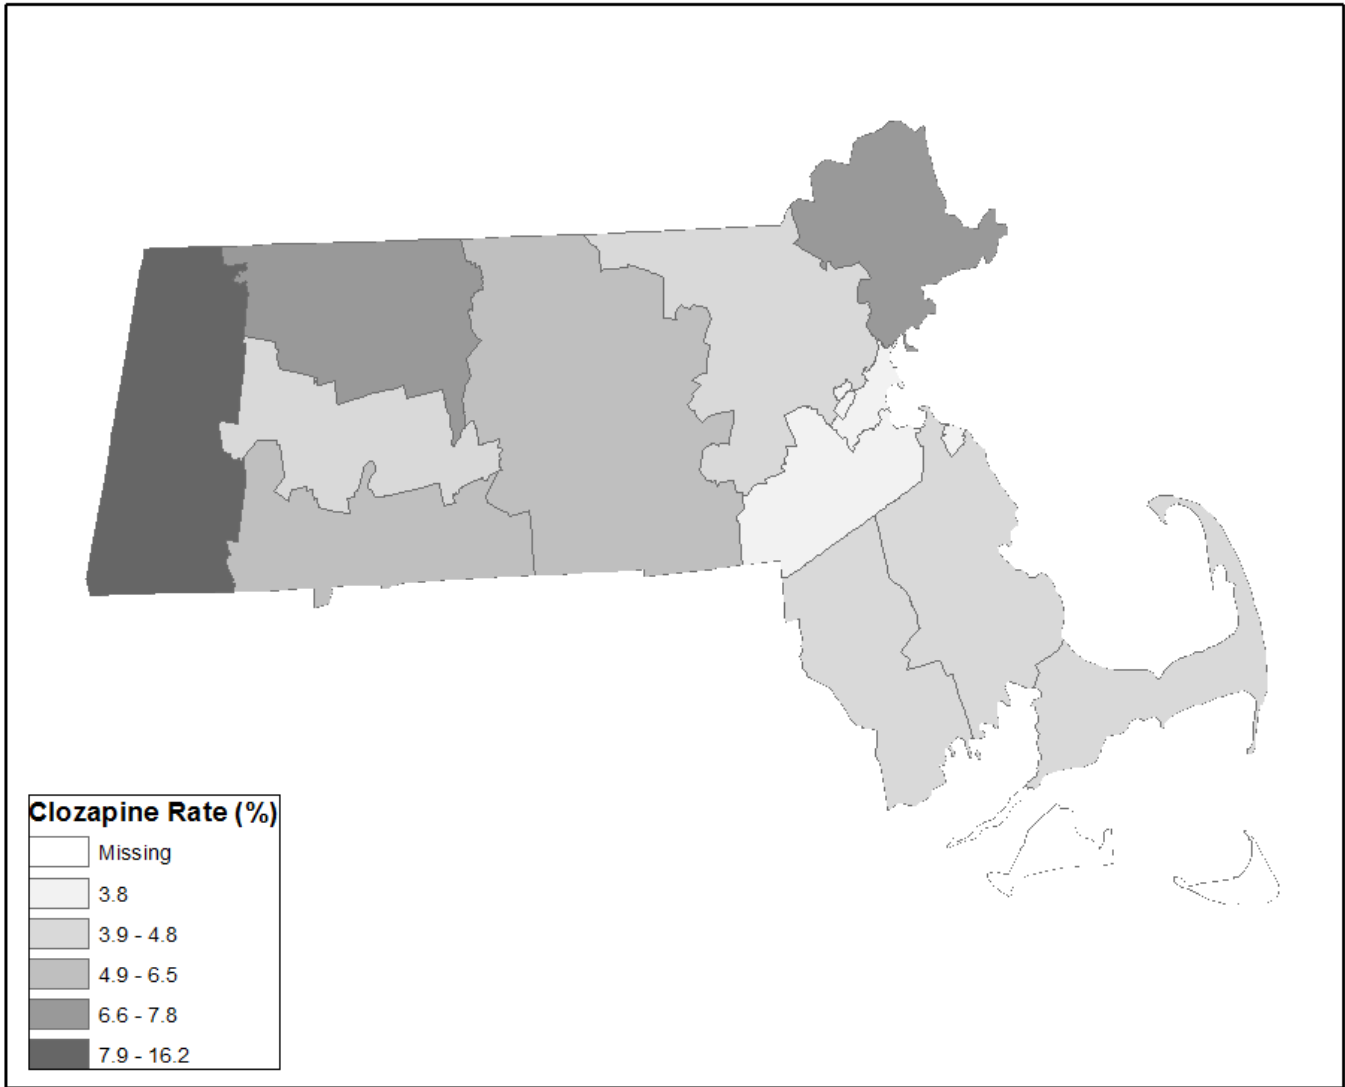 Clozapine Rate (%)
Missing
3.8
3.9 - 4.8
4.9 - 6.5
6.6 - 7.8
7.9 - 16.2